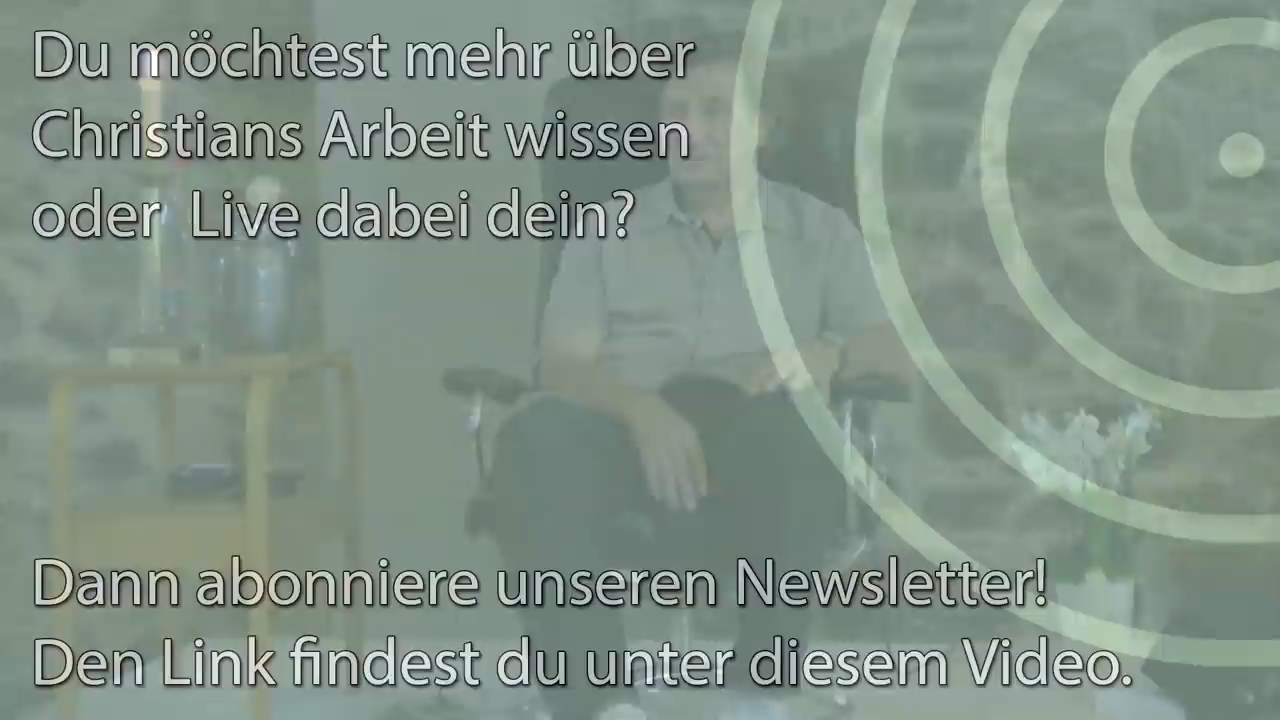 Du möchtest mehr über
Christians Arbeit wissen
oder Live dabei dein?
Dann abonniere unseren Newsletter!
Den Link findest du unter diesem Video.